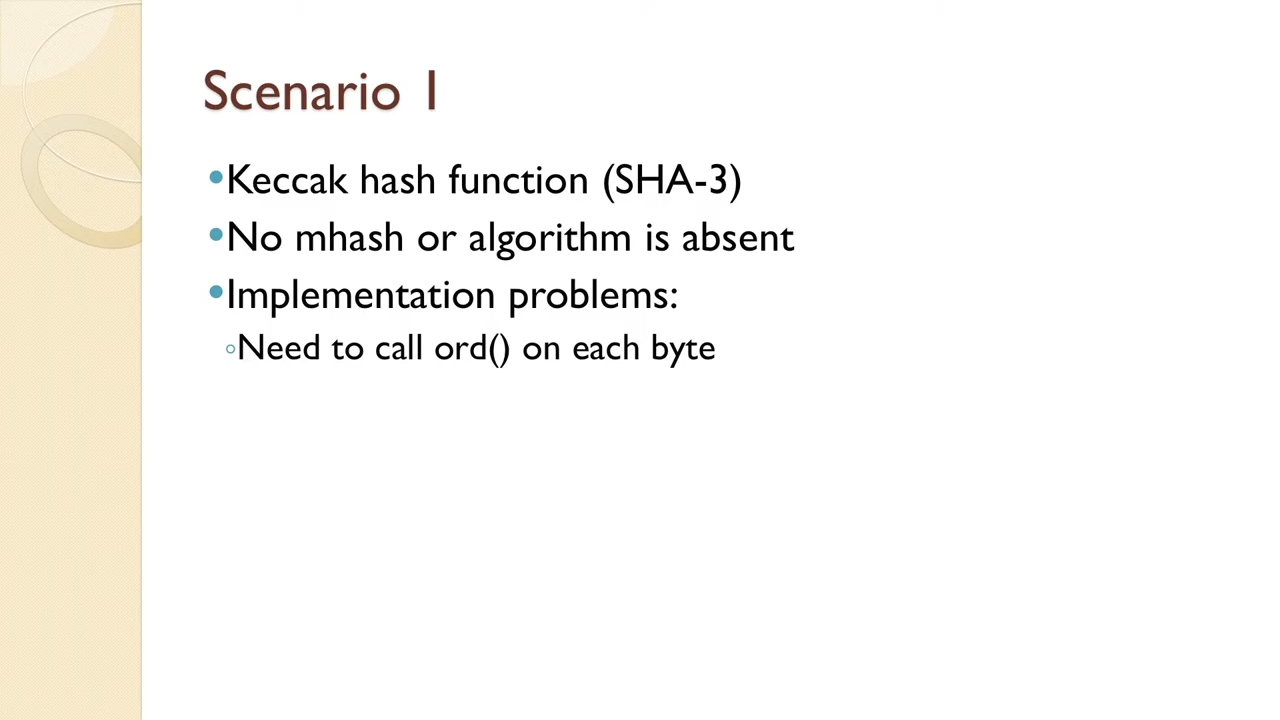 Scenario 1
•Keccak hash function (SHA-3)
•No mhash or algorithm is absent
•Implementation problems:
◦Need to call ord() on each byte